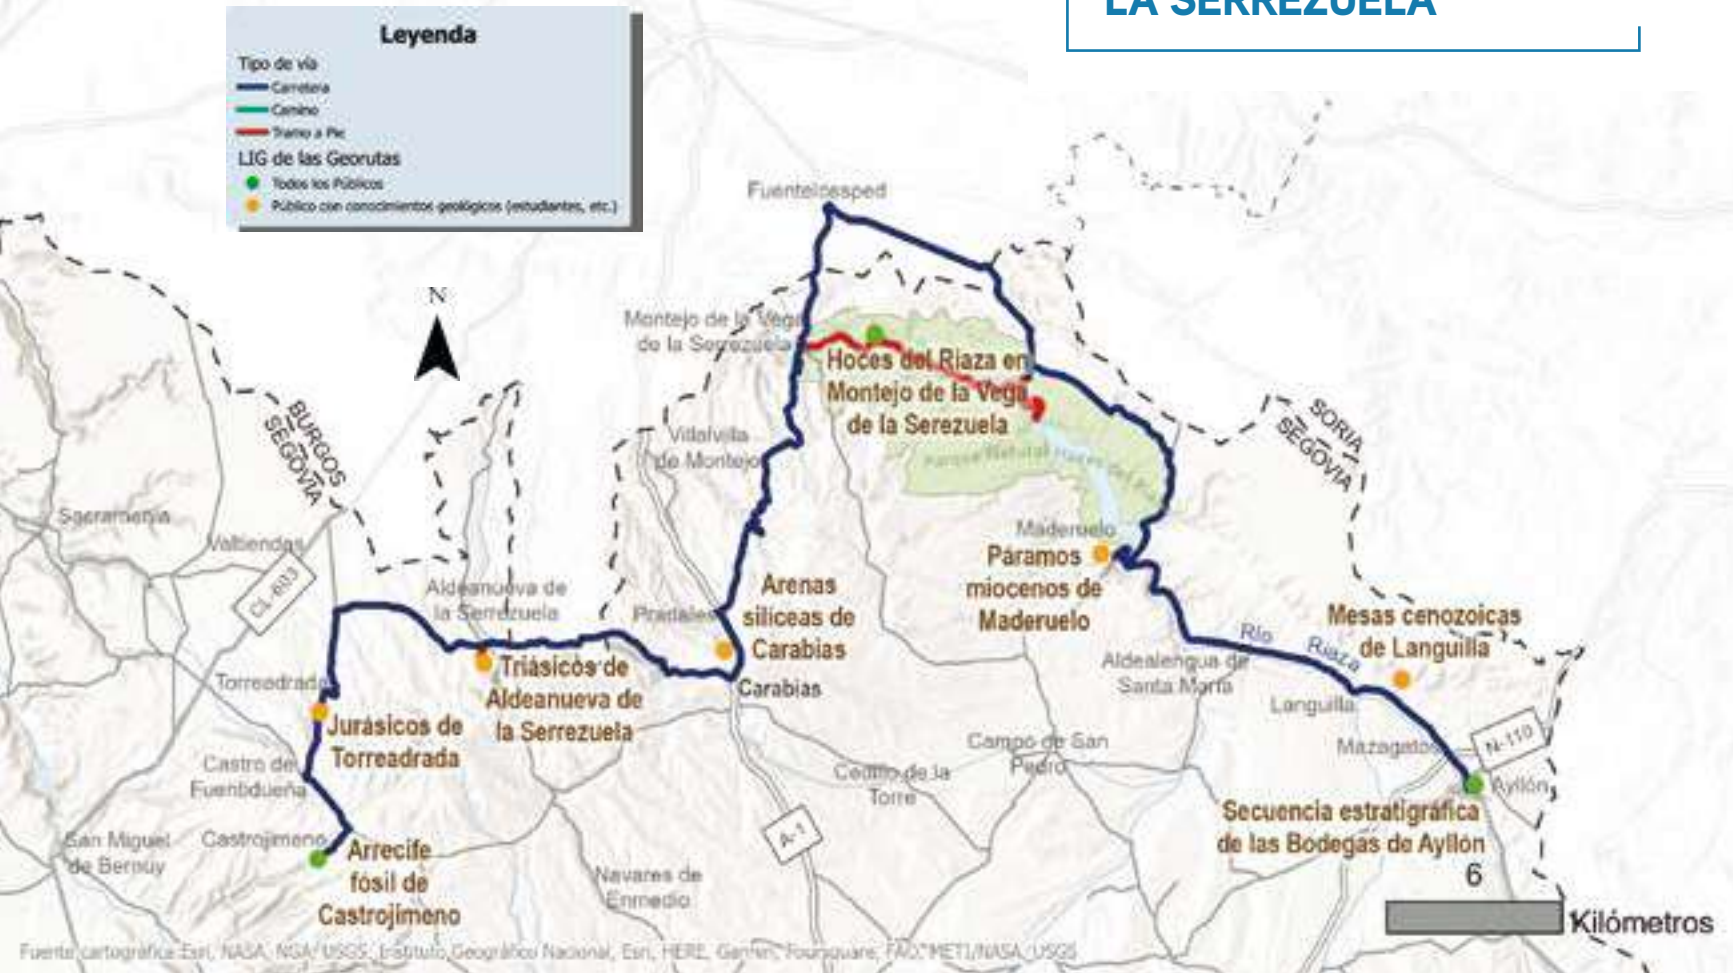 LA SERREZUELA
Leyenda
Tipo de vía
Carretera
Camino
Tramo a Pie
LIG de las Georutas
Todos los Públicos
Público con conocimientos geológicos (estudiantes, etc.)
N
Montejo de la Vega
de la Serrezuela
Hoces del Riaza en
Montejo de la Vega
de la Serezuela
BURGOS
SEGOVIA
SORIA
SEGOVIA
Villalvilla
de Montejo
Parque Natural Hoces del
Sacramenia
Valtiendas
CL-603
Maderuelo
Páramos
miocenos de
Maderuelo
Aldeanueva de
la Serrezuela
Pradales
Arenas
silíceas de
Carabias
Carabias
Mesas cenozoicas
de Languilla
Río Riaza
Aldealengua de
Santa María
Languilla
Torreadrada
Triásicos de
Aldeanueva de
la Serrezuela
Jurásicos de
Torreadrada
Mazagatos
N-110
Ayllón
Castro de
Fuentidueña
Campo de San
Pedro
Cedillo de la
Torre
A-1
Secuencia estratigráfica
de las Bodegas de Ayllón
San Miguel
de Bernuy
Castrojimeno
Arrecife
fósil de
Castrojimeno
Navares de
Enmedio
6
Kilómetros
Fuente cartográfica Esri, NASA, NGA, USGS, Instituto Geográfico Nacional, Esri, HERE, Garmin, Foursquare, FAO, METI/NASA, USGS